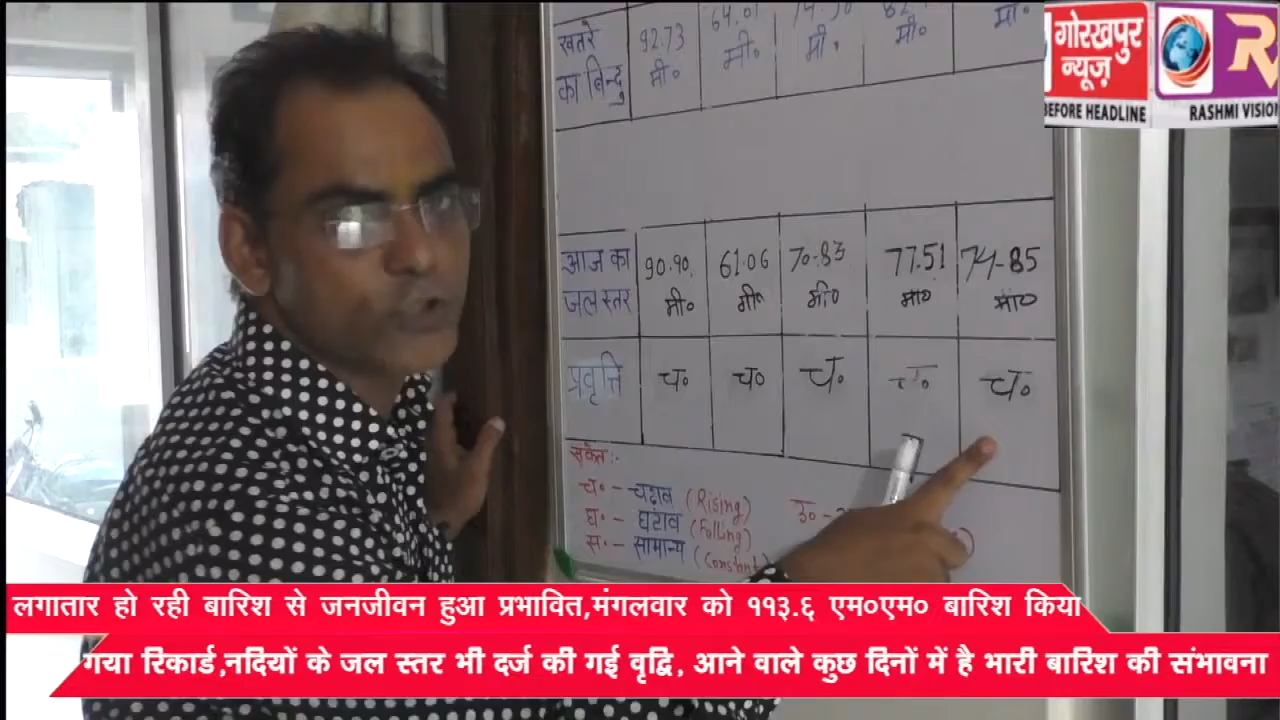 खतरे का बिन्दु 92.73 मी०
गोरखपुर न्यूज़
BEFORE HEADLINE
RASHMI VISION
आज का जल स्तर 90.90 मी० 61.06 मी० 70-83 मी० 77.51 मी० 74-85 मी०
प्रवृत्ति च० च० च० च० च०
संकेत:-
च० - चढ़ाव (Rising)
घ० - घटाव (Falling)
स० - सामान्य (Constant)
लगातार हो रही बारिश से जनजीवन हुआ प्रभावित,मंगलवार को ११३.६ एम०एम० बारिश किया
गया रिकार्ड,नदियों के जल स्तर भी दर्ज की गई वृद्वि, आने वाले कुछ दिनों में है भारी बारिश की संभावना